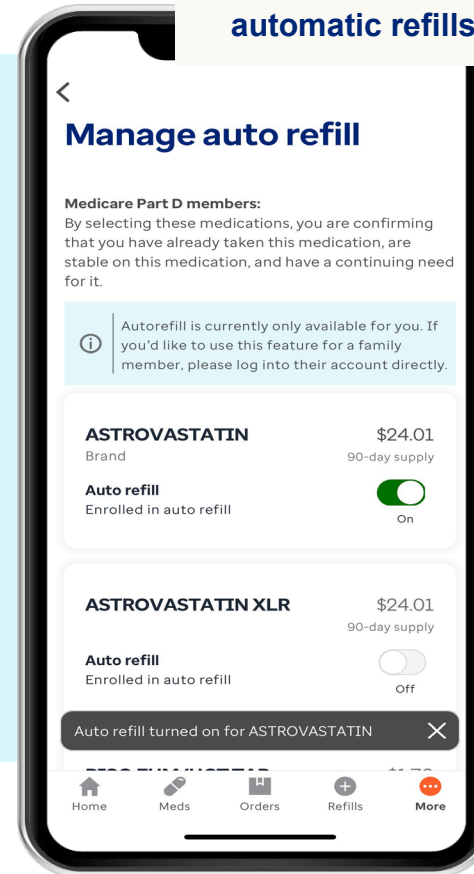 automatic refills
Manage auto refill
Medicare Part D members:
By selecting these medications, you are confirming
that you have already taken this medication, are
stable on this medication, and have a continuing need
for it.
Autorefill is currently only available for you. If
you'd like to use this feature for a family
member, please log into their account directly.
ASTROVASTATIN $24.01
Brand 90-day supply
Auto refill
Enrolled in auto refill
On
ASTROVASTATIN XLR $24.01
90-day supply
Auto refill
Enrolled in auto refill
Off
Auto refill turned on for ASTROVASTATIN
Home Meds Orders Refills More